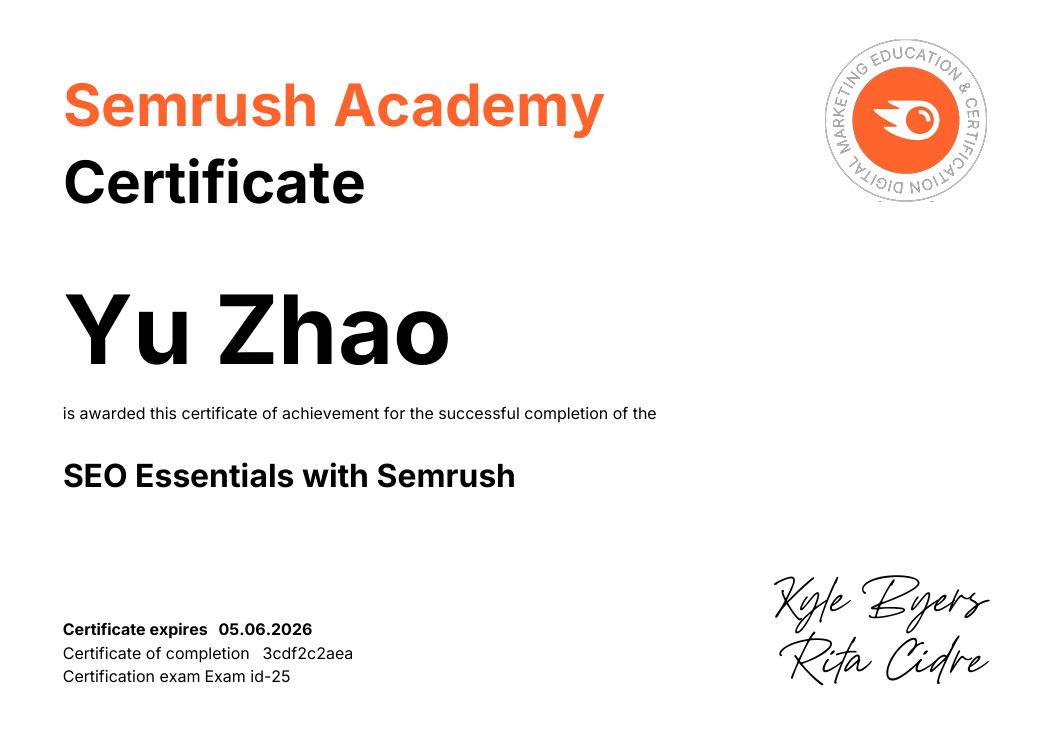 Semrush Academy
Certificate
DIGITAL MARKETING EDUCATION & CERTIFICATION
Yu Zhao
is awarded this certificate of achievement for the successful completion of the
SEO Essentials with Semrush
Certificate expires 05.06.2026
Certificate of completion 3cdf2c2aea
Certification exam Exam id-25
Kyle Byers
Rita Cidre